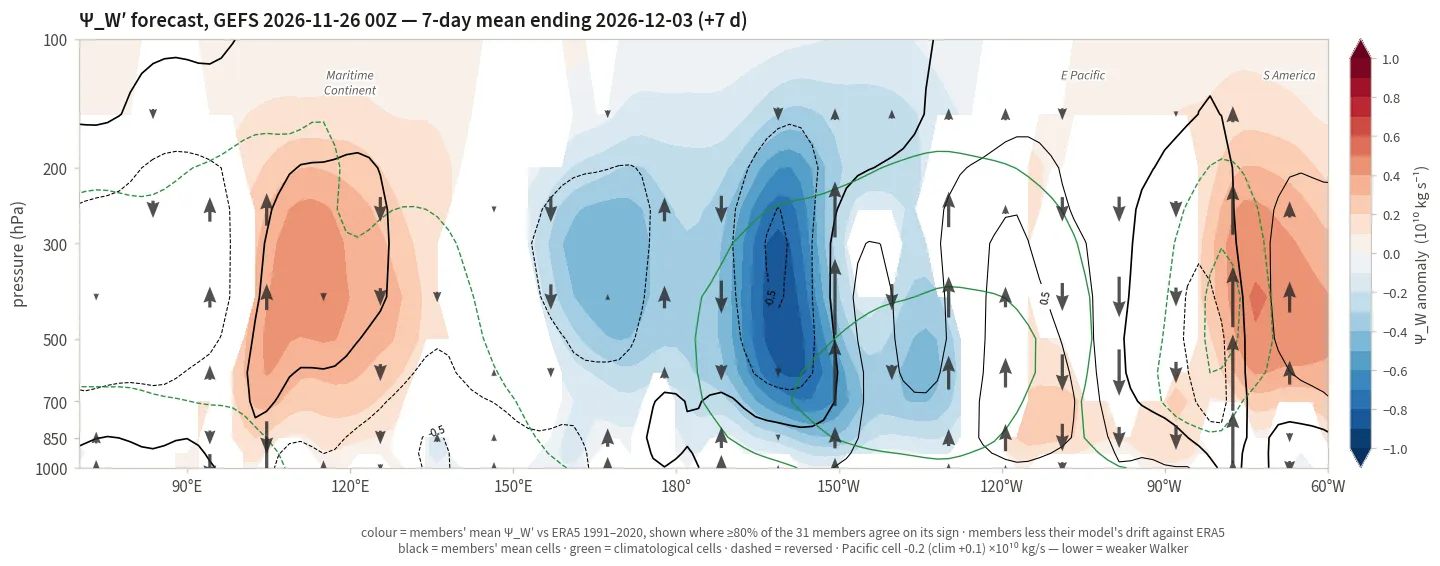 Ψ_W′ forecast, GEFS 2026-11-26 00Z — 7-day mean ending 2026-12-03 (+7 d)
100
200
300
400
500
700
850
1000
pressure (hPa)
Maritime
Continent
E Pacific
S America
0.5
0.5
0.5
90°E
120°E
150°E
180°
150°W
120°W
90°W
60°W
1.0
0.8
0.6
0.4
0.2
0.0
−0.2
−0.4
−0.6
−0.8
−1.0
Ψ_W anomaly (10¹⁰ kg s⁻¹)
colour = members' mean Ψ_W′ vs ERA5 1991–2020, shown where ≥80% of the 31 members agree on its sign · members less their model's drift against ERA5
black = members' mean cells · green = climatological cells · dashed = reversed · Pacific cell -0.2 (clim +0.1) ×10¹⁰ kg/s — lower = weaker Walker